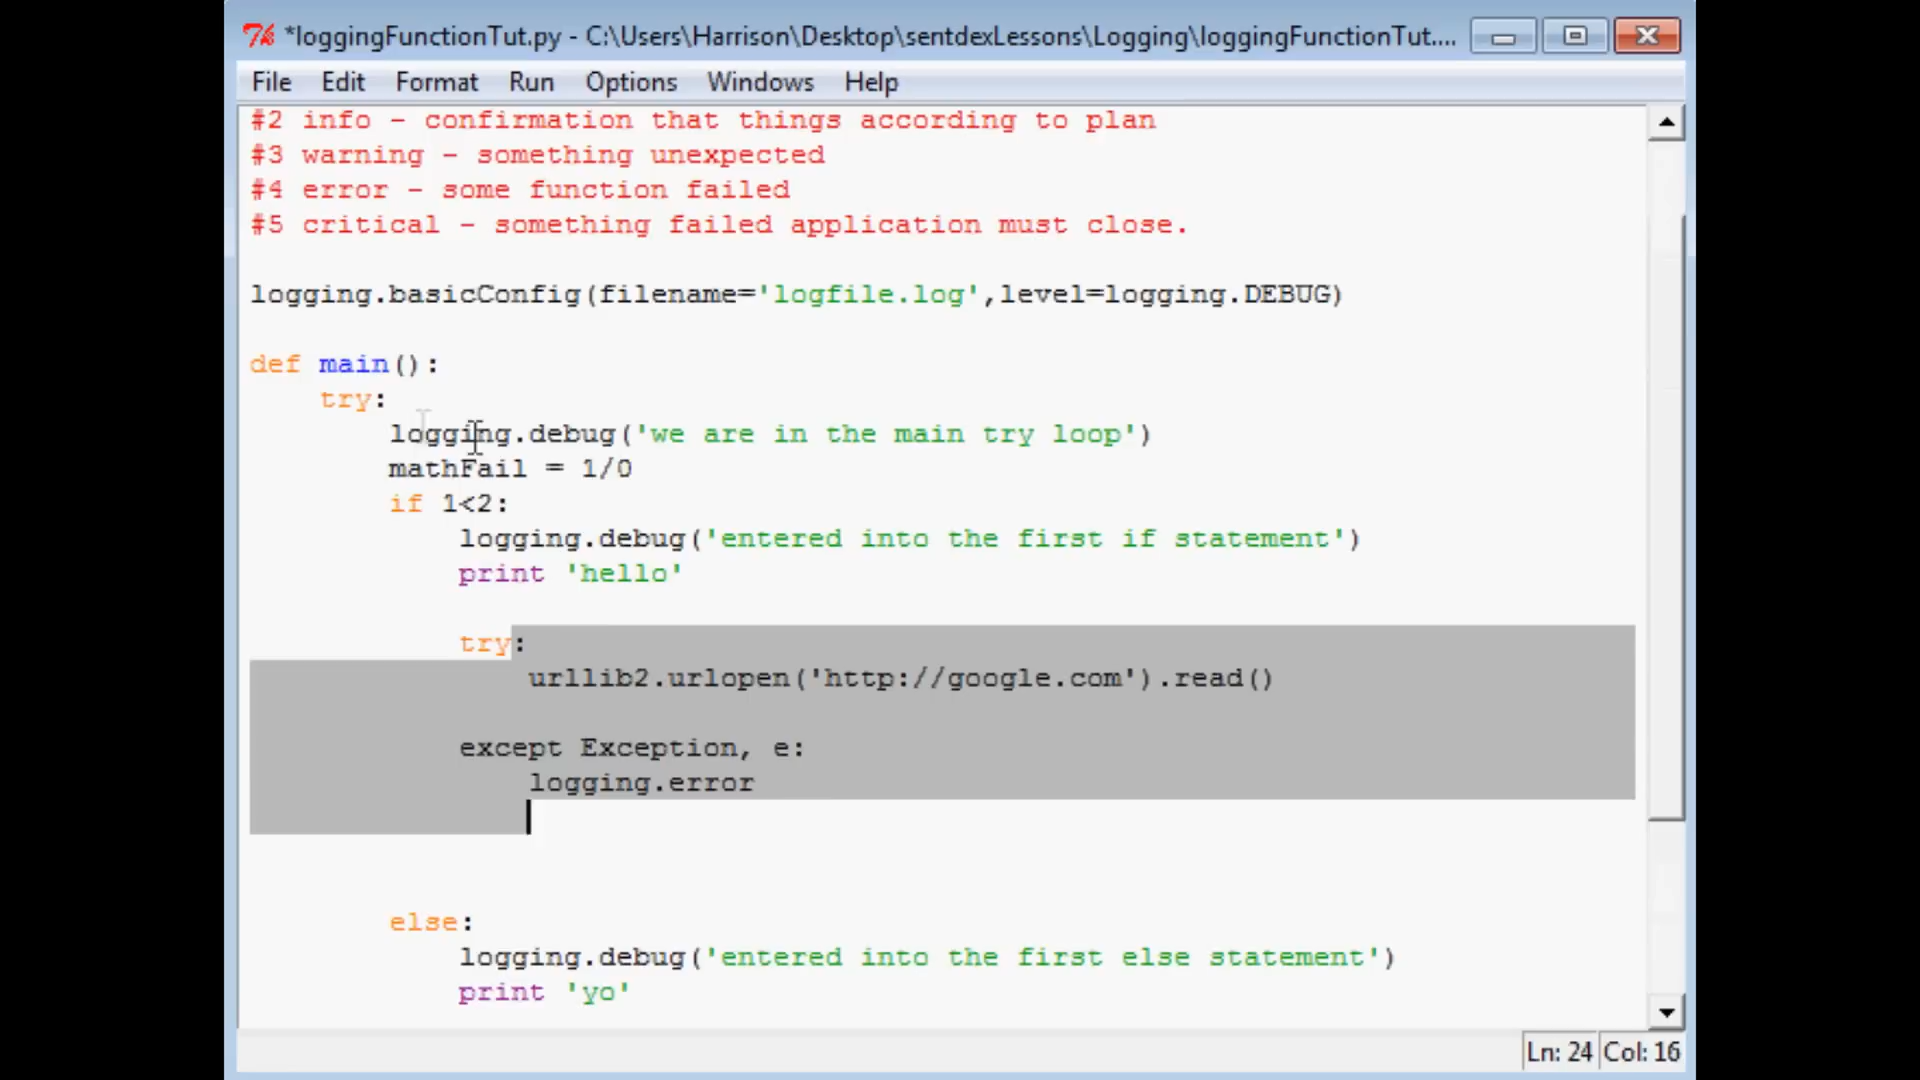 *loggingFunctionTut.py - C:\Users\Harrison\Desktop\sentdexLessons\Logging\loggingFunctionTut....
File Edit Format Run Options Windows Help
#2 info - confirmation that things according to plan
#3 warning - something unexpected
#4 error - some function failed
#5 critical - something failed application must close.
logging.basicConfig(filename='logfile.log',level=logging.DEBUG)
def main():
try:
logging.debug('we are in the main try loop')
mathFail = 1/0
if 1<2:
logging.debug('entered into the first if statement')
print 'hello'
try:
urllib2.urlopen('http://google.com').read()
except Exception, e:
logging.error
else:
logging.debug('entered into the first else statement')
print 'yo'
Ln: 24 Col: 16